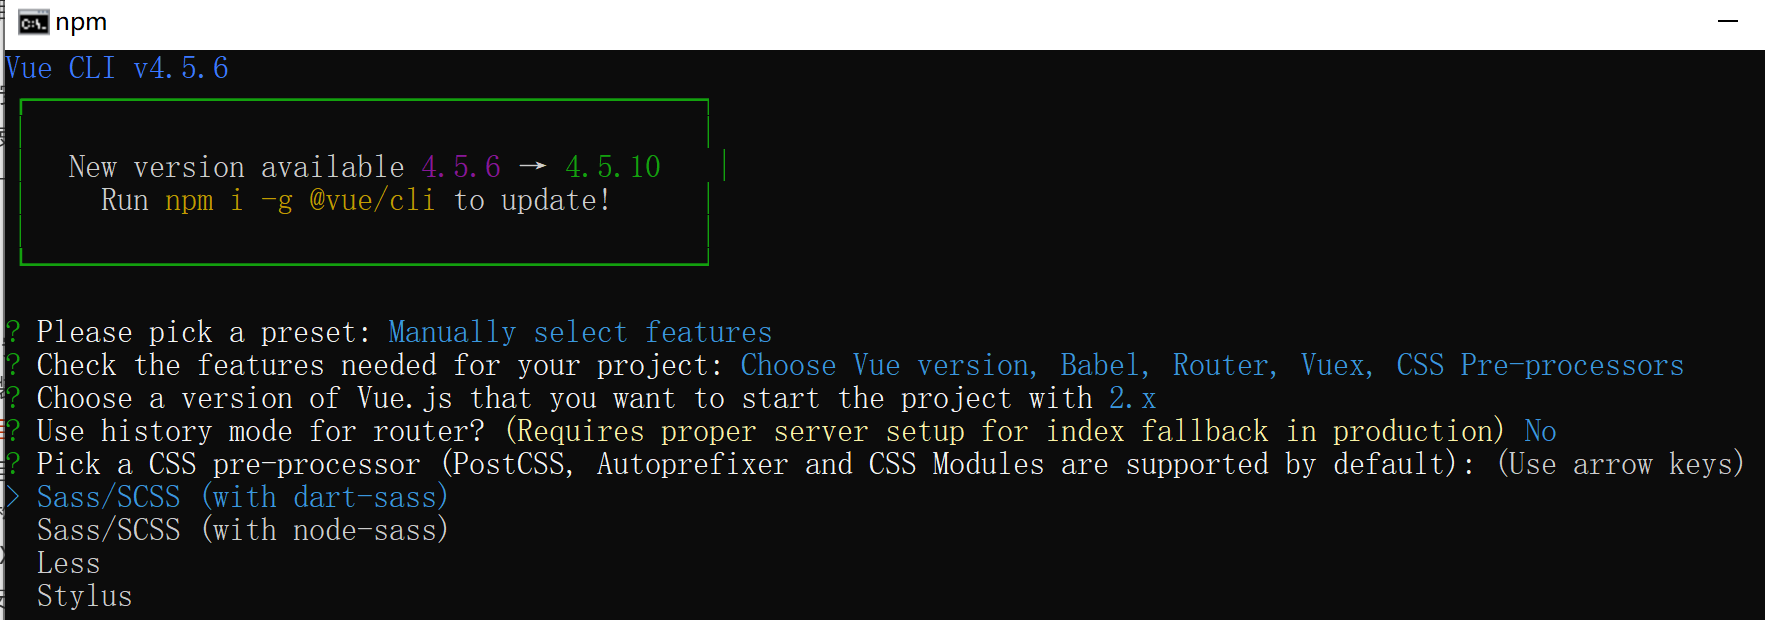 npm
Vue CLI v4.5.6
New version available 4.5.6 → 4.5.10
Run npm i -g @vue/cli to update!
? Please pick a preset: Manually select features
? Check the features needed for your project: Choose Vue version, Babel, Router, Vuex, CSS Pre-processors
? Choose a version of Vue.js that you want to start the project with 2.x
? Use history mode for router? (Requires proper server setup for index fallback in production) No
? Pick a CSS pre-processor (PostCSS, Autoprefixer and CSS Modules are supported by default): (Use arrow keys)
> Sass/SCSS (with dart-sass)
Sass/SCSS (with node-sass)
Less
Stylus